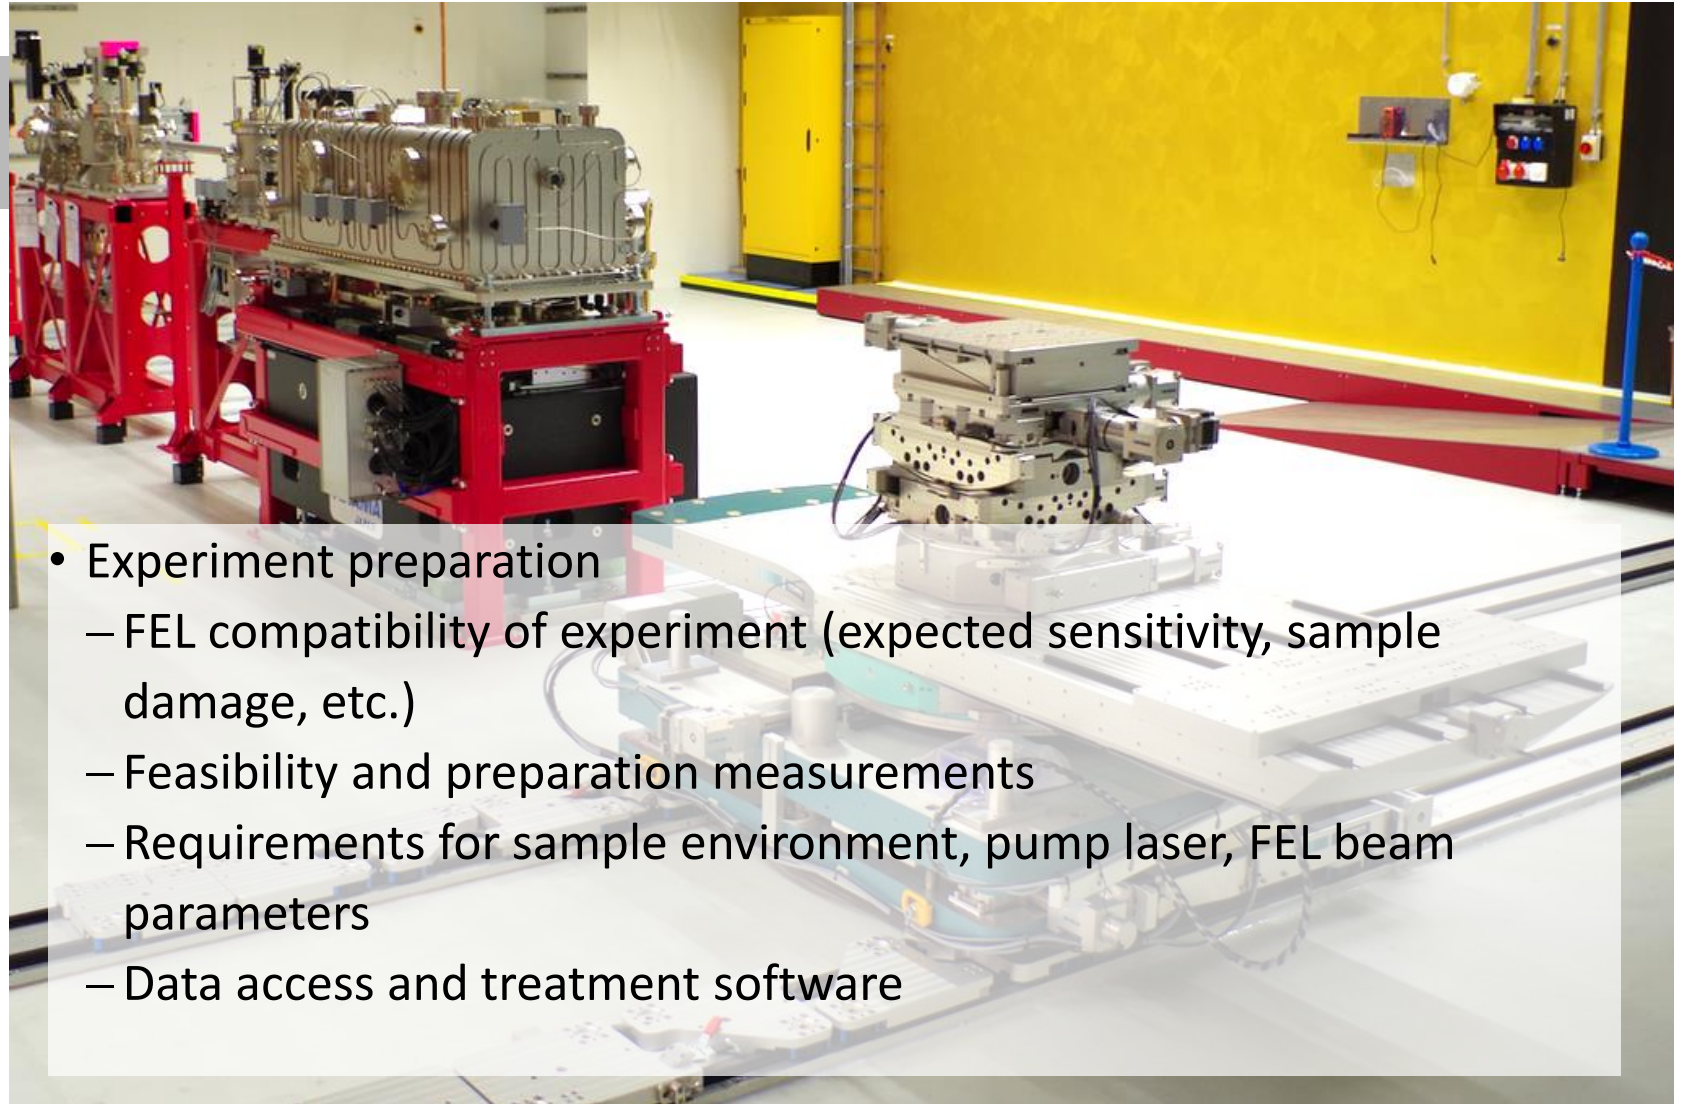 • Experiment preparation
– FEL compatibility of experiment (expected sensitivity, sample
damage, etc.)
– Feasibility and preparation measurements
– Requirements for sample environment, pump laser, FEL beam
parameters
– Data access and treatment software